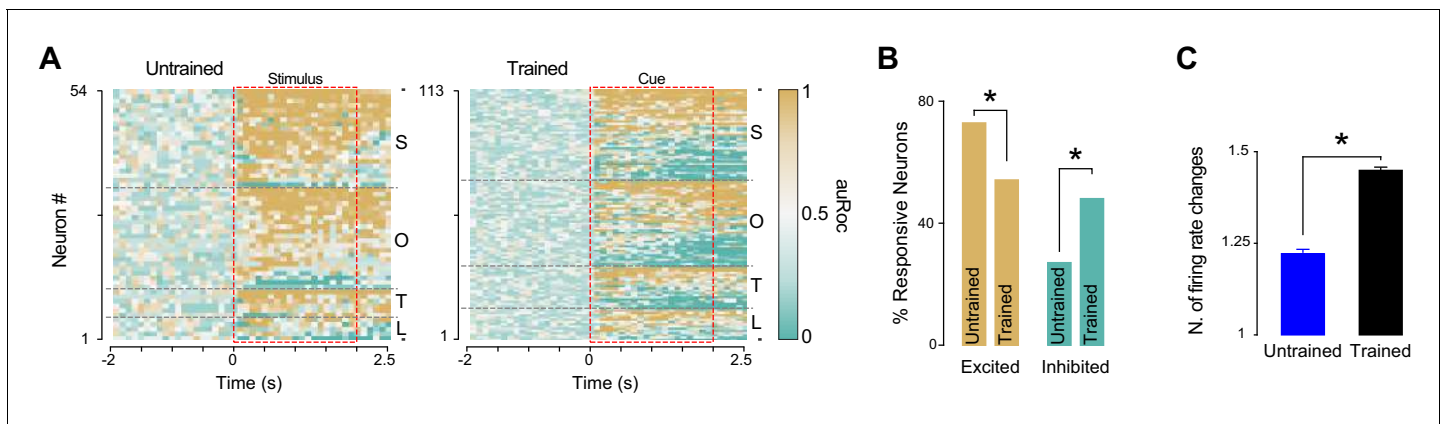 A
Untrained
Stimulus
54
Neuron #
1
S
O
T
L
-2
0
2.5
Time (s)
Trained
Cue
113
1
S
O
T
L
-2
0
2.5
Time (s)
1
0.5
0
auRoc
B
% Responsive Neurons
80
40
0
*
*
Untrained
Trained
Untrained
Trained
Excited
Inhibited
C
N. of firing rate changes
1.5
1.25
1
*
Untrained
Trained